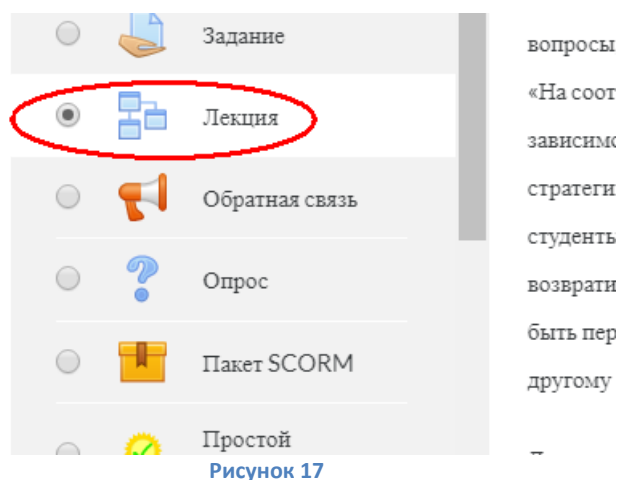 Задание
Лекция
Обратная связь
Опрос
Пакет SCORM
Простой
вопросы
«На соот
зависимо
стратеги
студенты
возврати
быть пер
другому
Рисунок 17